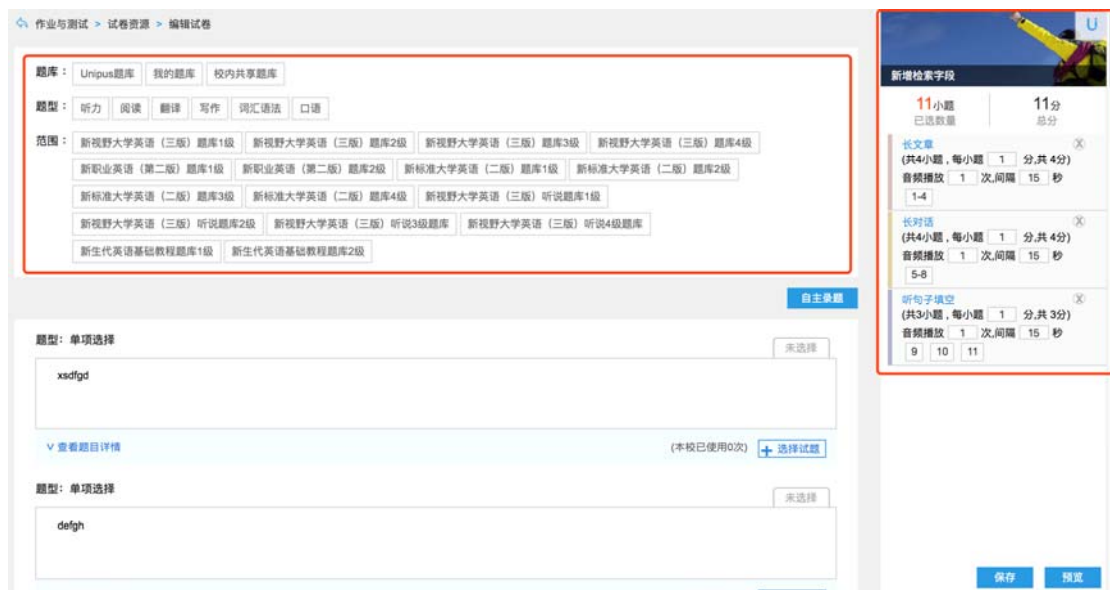 作业与测试 > 试卷资源 > 编辑试卷
题库： Unipus题库 我的题库 校内共享题库
题型： 听力 阅读 翻译 写作 词汇语法 口语
范围： 新视野大学英语（三版）题库1级 新视野大学英语（三版）题库2级 新视野大学英语（三版）题库3级 新视野大学英语（三版）题库4级
新职业英语（第二版）题库1级 新职业英语（第二版）题库2级 新标准大学英语（二版）题库1级 新标准大学英语（二版）题库2级
新标准大学英语（二版）题库3级 新标准大学英语（二版）题库4级 新视野大学英语（三版）听说题库1级
新视野大学英语（三版）听说题库2级 新视野大学英语（三版）听说3级题库 新视野大学英语（三版）听说4级题库
新生代英语基础教程题库1级 新生代英语基础教程题库2级
自主录题
题型：单项选择
未选择
xsdfgd
查看题目详情
(本校已使用0次)
+ 选择试题
题型：单项选择
未选择
defgh
U
新增检索字段
11小题 11分
已选数量 总分
长文章 X
(共4小题，每小题 1 分,共 4分)
音频播放 1 次,间隔 15 秒
1-4
长对话 X
(共4小题，每小题 1 分,共 4分)
音频播放 1 次,间隔 15 秒
5-8
听句子填空 X
(共3小题，每小题 1 分,共 3分)
音频播放 1 次,间隔 15 秒
9 10 11
保存 预览